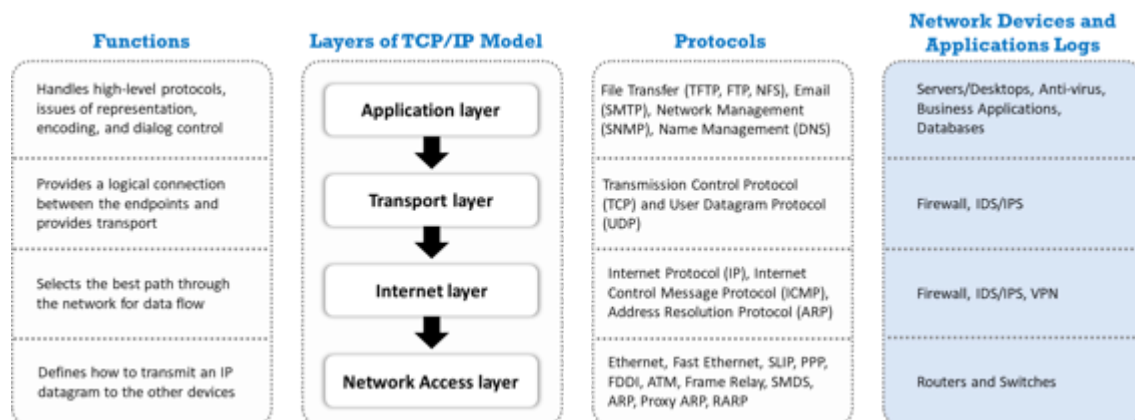 Functions
Layers of TCP/IP Model
Protocols
Network Devices and
Applications Logs
Handles high-level protocols,
issues of representation,
encoding, and dialog control
Application layer
File Transfer (TFTP, FTP, NFS), Email
(SMTP), Network Management
(SNMP), Name Management (DNS)
Servers/Desktops, Anti-virus,
Business Applications,
Databases
Provides a logical connection
between the endpoints and
provides transport
Transport layer
Transmission Control Protocol
(TCP) and User Datagram Protocol
(UDP)
Firewall, IDS/IPS
Selects the best path through
the network for data flow
Internet layer
Internet Protocol (IP), Internet
Control Message Protocol (ICMP),
Address Resolution Protocol (ARP)
Firewall, IDS/IPS, VPN
Defines how to transmit an IP
datagram to the other devices
Network Access layer
Ethernet, Fast Ethernet, SLIP, PPP,
FDDI, ATM, Frame Relay, SMDS,
ARP, Proxy ARP, RARP
Routers and Switches